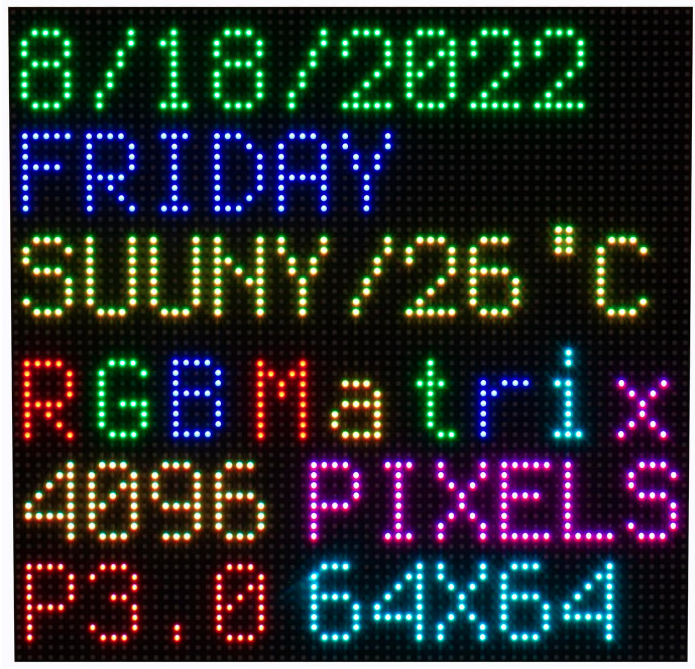 8/18/2022
FRIDAY
SUUNY/26°C
RGBMatrix
4096 PIXELS
P3.0 64X64